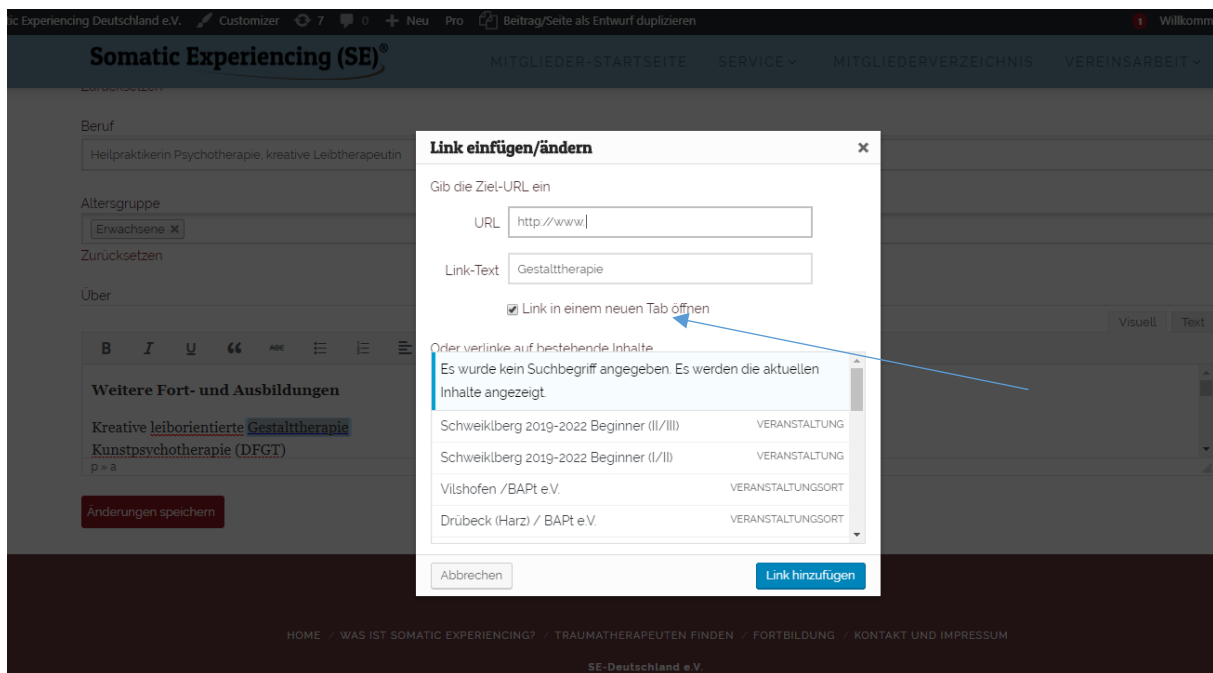 tic Experiencing Deutschland e.V. Customizer 7 0 Neu Pro Beitrag/Seite als Entwurf duplizieren 1 Willkomm
Somatic Experiencing (SE)® MITGLIEDER-STARTSEITE SERVICE MITGLIEDERVERZEICHNIS VEREINSARBEIT
Zurücksetzen
Beruf
Heilpraktikerin Psychotherapie, kreative Leibtherapeutin
Altersgruppe
Erwachsene ×
Zurücksetzen
Über
Visuell Text
B I U “ ABC
Weitere Fort- und Ausbildungen
Kreative leiborientierte Gestalttherapie
Kunstpsychotherapie (DFGT)
p » a
Änderungen speichern
Link einfügen/ändern ×
Gib die Ziel-URL ein
URL http://www.
Link-Text Gestalttherapie
Link in einem neuen Tab öffnen
Oder verlinke auf bestehende Inhalte
Es wurde kein Suchbegriff angegeben. Es werden die aktuellen
Inhalte angezeigt.
Schweiklberg 2019-2022 Beginner (II/III) VERANSTALTUNG
Schweiklberg 2019-2022 Beginner (I/II) VERANSTALTUNG
Vilshofen /BAPt e.V. VERANSTALTUNGSORT
Drübeck (Harz) / BAPt e.V. VERANSTALTUNGSORT
Abbrechen Link hinzufügen
HOME / WAS IST SOMATIC EXPERIENCING? / TRAUMATHERAPEUTEN FINDEN / FORTBILDUNG / KONTAKT UND IMPRESSUM
SE-Deutschland e.V.